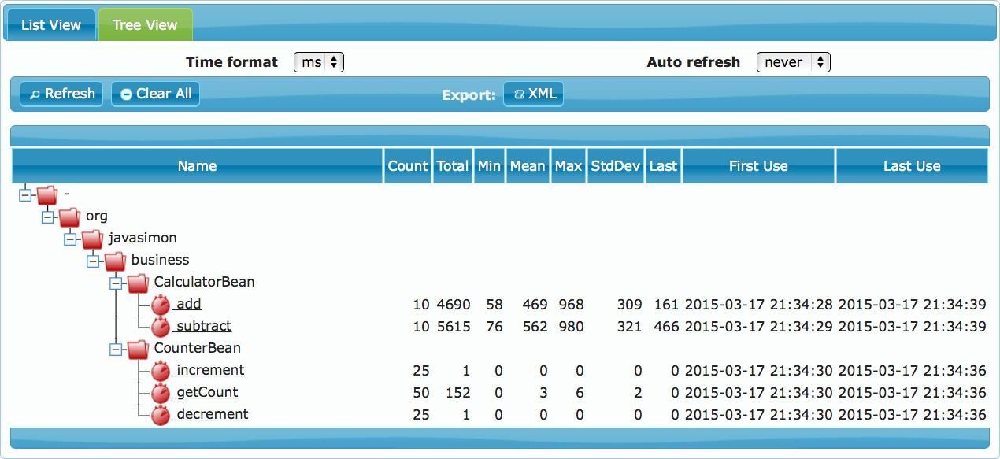 List View Tree View
Time format ms Auto refresh never
Refresh Clear All Export: XML
Name Count Total Min Mean Max StdDev Last First Use Last Use
-
org
javasimon
business
CalculatorBean
add 10 4690 58 469 968 309 161 2015-03-17 21:34:28 2015-03-17 21:34:39
subtract 10 5615 76 562 980 321 466 2015-03-17 21:34:29 2015-03-17 21:34:39
CounterBean
increment 25 1 0 0 0 0 0 2015-03-17 21:34:30 2015-03-17 21:34:36
getCount 50 152 0 3 6 2 0 2015-03-17 21:34:30 2015-03-17 21:34:36
decrement 25 1 0 0 0 0 0 2015-03-17 21:34:30 2015-03-17 21:34:36